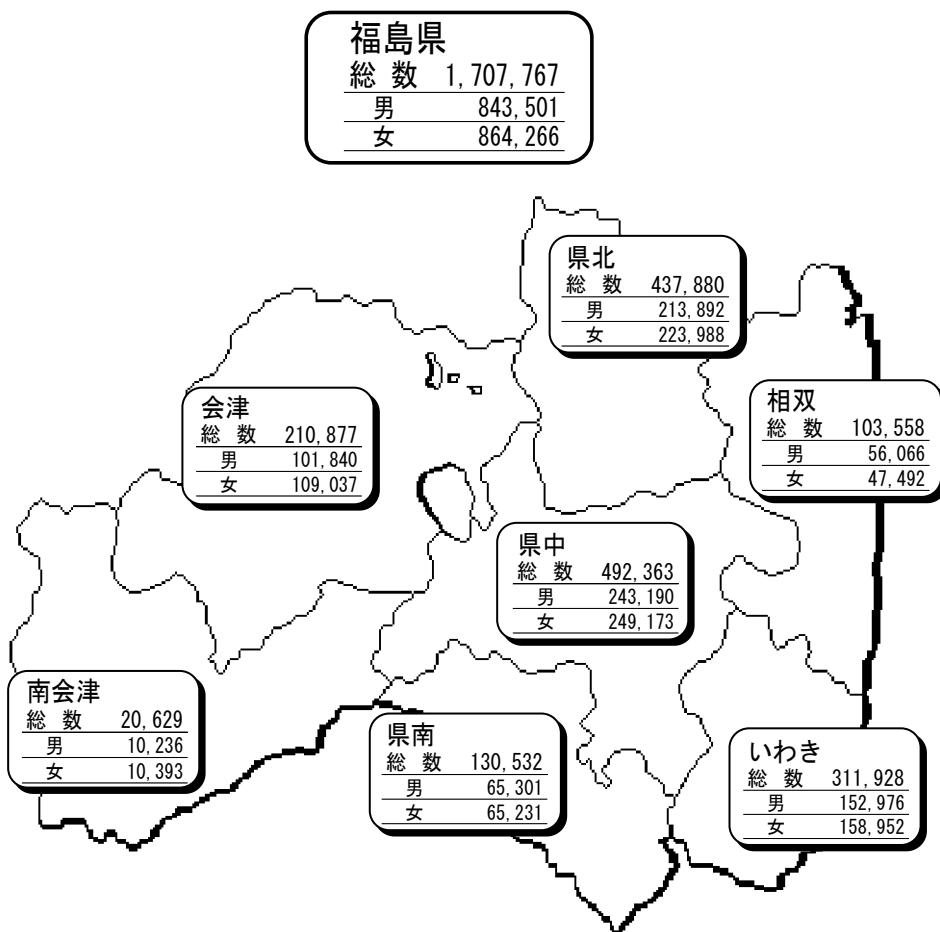 福島県
総 数 1,707,767
男 843,501
女 864,266
県北
総 数 437,880
男 213,892
女 223,988
会津
総 数 210,877
男 101,840
女 109,037
相双
総 数 103,558
男 56,066
女 47,492
県中
総 数 492,363
男 243,190
女 249,173
南会津
総 数 20,629
男 10,236
女 10,393
県南
総 数 130,532
男 65,301
女 65,231
いわき
総 数 311,928
男 152,976
女 158,952